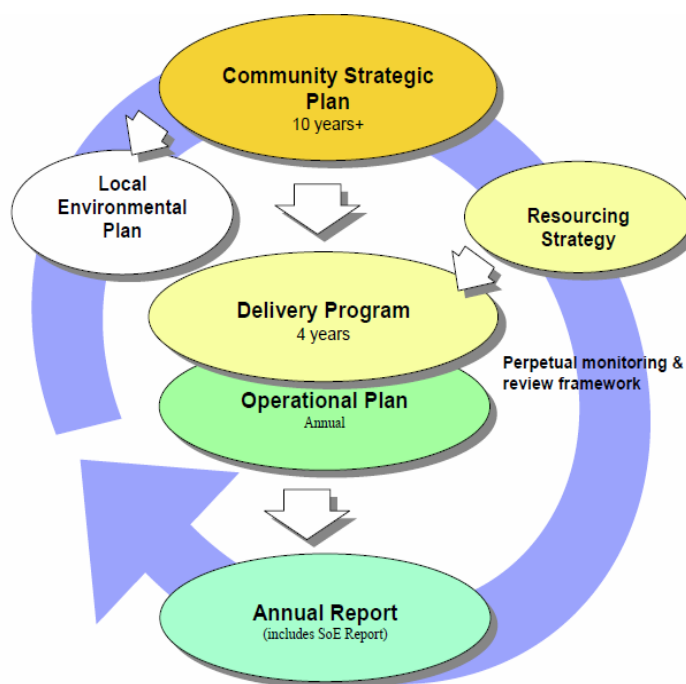 Community Strategic
Plan
10 years+
Local
Environmental
Plan
Resourcing
Strategy
Delivery Program
4 years
Perpetual monitoring &
review framework
Operational Plan
Annual
Annual Report
(includes SoE Report)